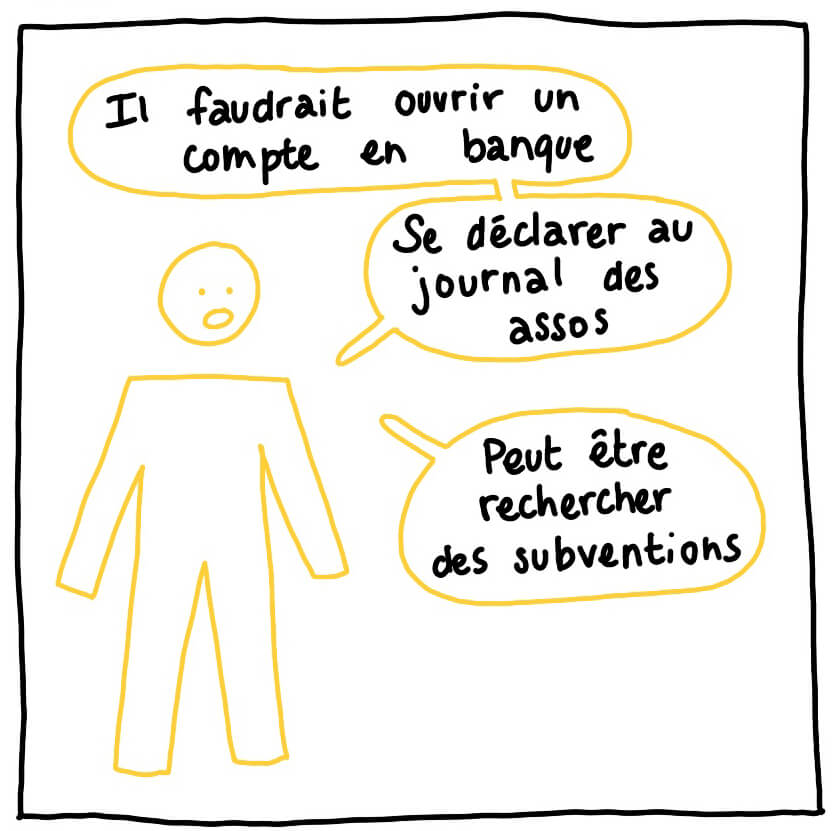 Il faudrait ouvrir un
compte en banque
Se déclarer au
journal des
assos
Peut être
rechercher
des subventions